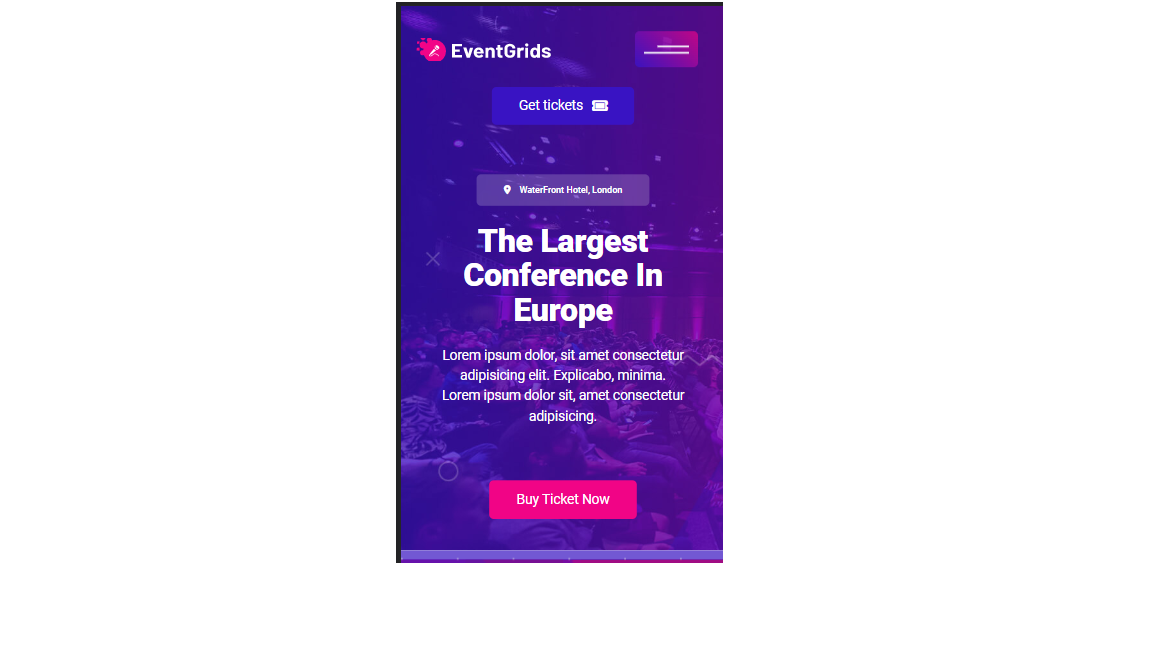 EventGrids
Get tickets
WaterFront Hotel, London
The Largest
Conference In
Europe
Lorem ipsum dolor, sit amet consectetur
adipisicing elit. Explicabo, minima.
Lorem ipsum dolor sit, amet consectetur
adipisicing.
Buy Ticket Now